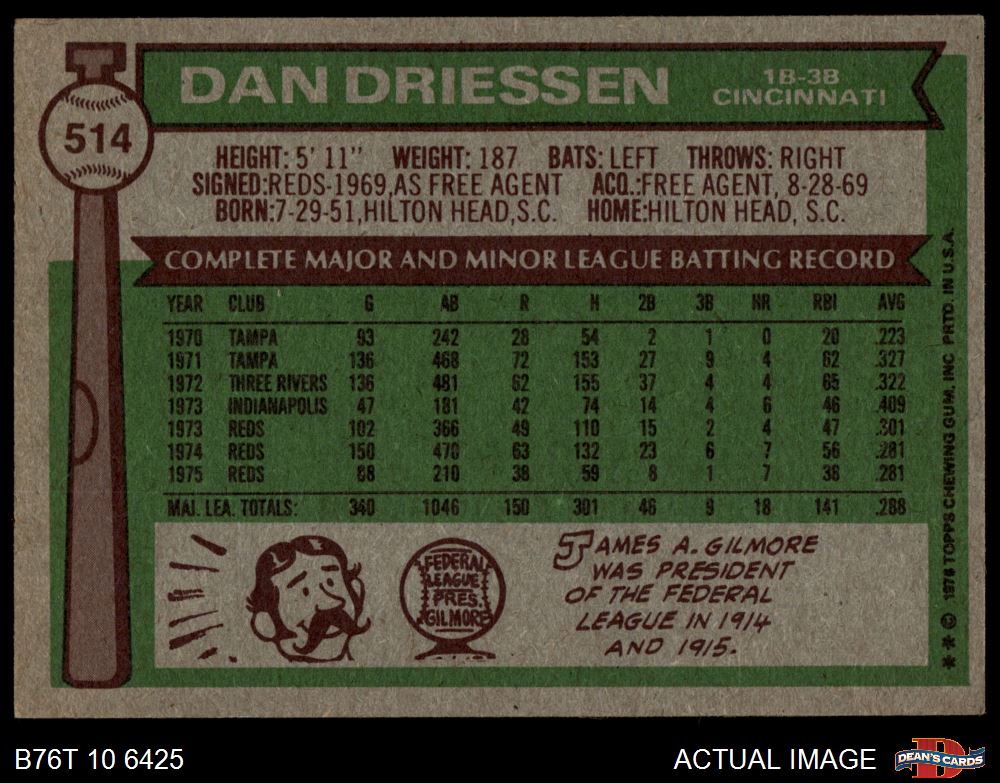 DAN DRIESSEN
1B-3B
CINCINNATI
514
HEIGHT: 5' 11" WEIGHT: 187 BATS: LEFT THROWS: RIGHT
SIGNED:REDS-1969,AS FREE AGENT ACQ.:FREE AGENT, 8-28-69
BORN:7-29-51,HILTON HEAD,S.C. HOME:HILTON HEAD, S.C.
COMPLETE MAJOR AND MINOR LEAGUE BATTING RECORD
YEAR CLUB G AB R H 2B 3B HR RBI AVG
1970 TAMPA 93 242 28 54 2 1 0 20 .223
1971 TAMPA 136 468 72 153 27 9 4 62 .327
1972 THREE RIVERS 136 481 62 155 37 4 4 65 .322
1973 INDIANAPOLIS 47 181 42 74 14 4 6 46 .409
1973 REDS 102 366 49 110 15 2 4 47 .301
1974 REDS 150 470 63 132 23 6 7 56 .281
1975 REDS 88 210 38 59 8 1 7 38 .281
MAJ. LEA. TOTALS: 340 1046 150 301 46 9 18 141 .288
FEDERAL
LEAGUE
PRES.
GILMORE
JAMES A. GILMORE
WAS PRESIDENT
OF THE FEDERAL
LEAGUE IN 1914
AND 1915.
** © 1976 TOPPS CHEWING GUM, INC PRTD. IN U.S.A.
B76T 10 6425
ACTUAL IMAGE
D
DEAN'S CARDS